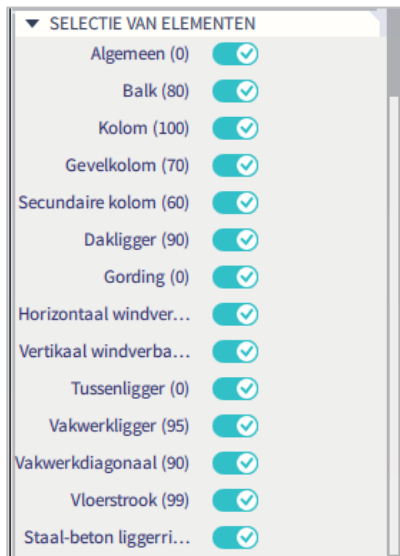 SELECTIE VAN ELEMENTEN
Algemeen (0)
Balk (80)
Kolom (100)
Gevelkolom (70)
Secundaire kolom (60)
Dakligger (90)
Gording (0)
Horizontaal windver...
Vertikaal windverba...
Tussenligger (0)
Vakwerkligger (95)
Vakwerkdiagonaal (90)
Vloerstrook (99)
Staal-beton liggerri...